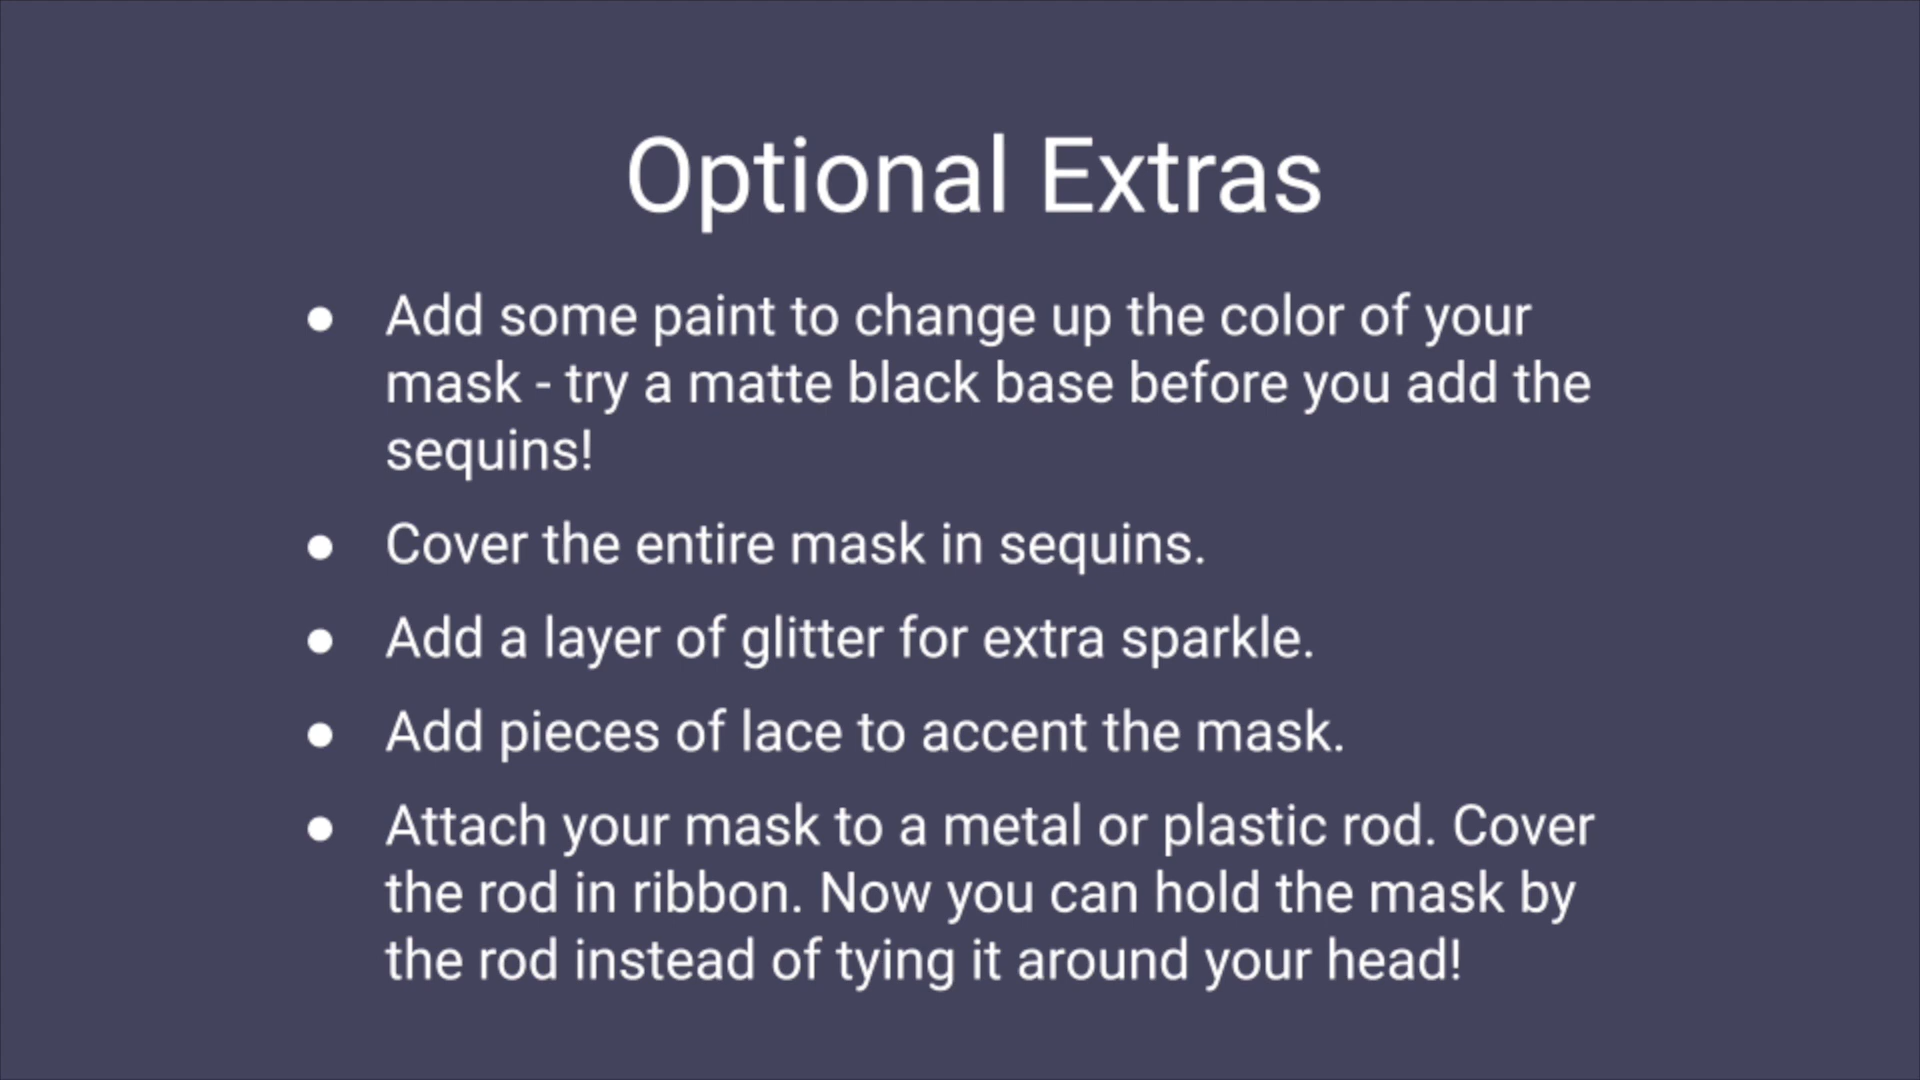 Optional Extras
● Add some paint to change up the color of your
mask - try a matte black base before you add the
sequins!
● Cover the entire mask in sequins.
● Add a layer of glitter for extra sparkle.
● Add pieces of lace to accent the mask.
● Attach your mask to a metal or plastic rod. Cover
the rod in ribbon. Now you can hold the mask by
the rod instead of tying it around your head!